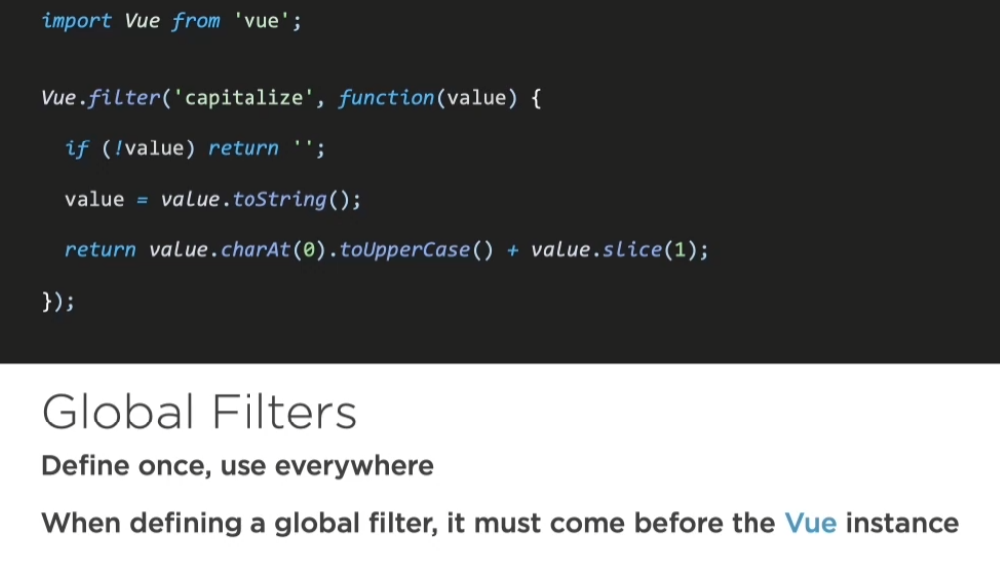 import Vue from 'vue';
Vue.filter('capitalize', function(value) {
if (!value) return '';
value = value.toString();
return value.charAt(0).toUpperCase() + value.slice(1);
});
Global Filters
Define once, use everywhere
When defining a global filter, it must come before the Vue instance